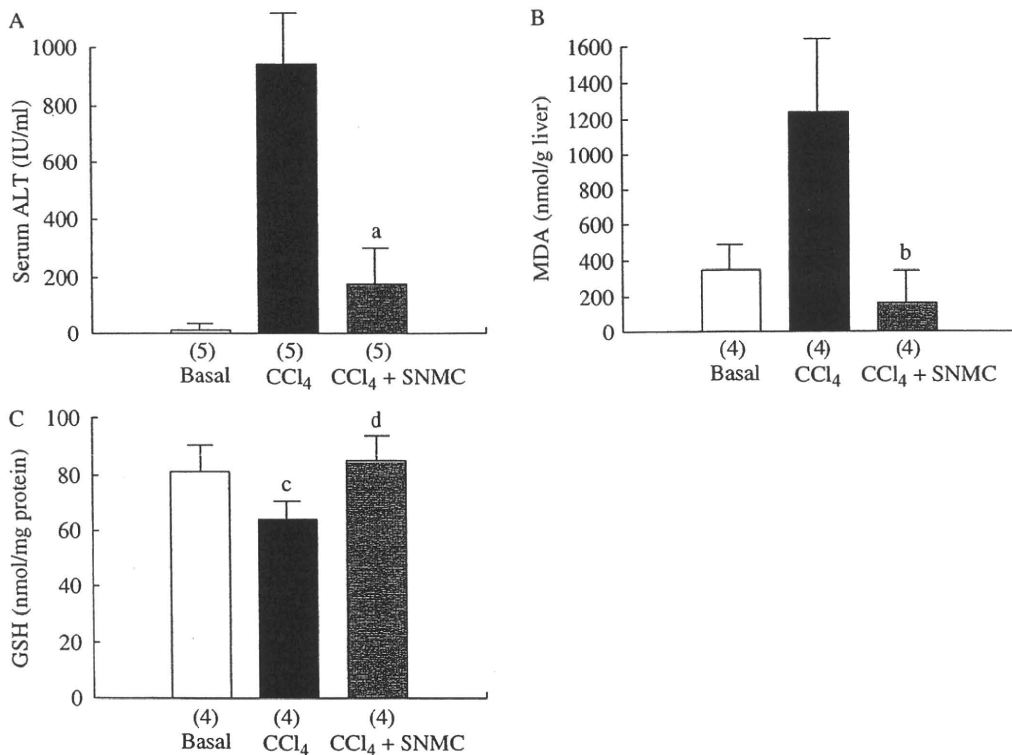 A
Serum ALT (IU/ml)
1000
800
600
400
200
0
a
(5) (5) (5)
Basal CCl₄ CCl₄ + SNMC
B
MDA (nmol/g liver)
1600
1400
1200
1000
1600
800
400
200
0
b
(4) (4) (4)
Basal CCl₄ CCl₄ + SNMC
C
GSH (nmol/mg protein)
100
80
60
40
20
0
c
d
(4) (4) (4)
Basal CCl₄ CCl₄ + SNMC